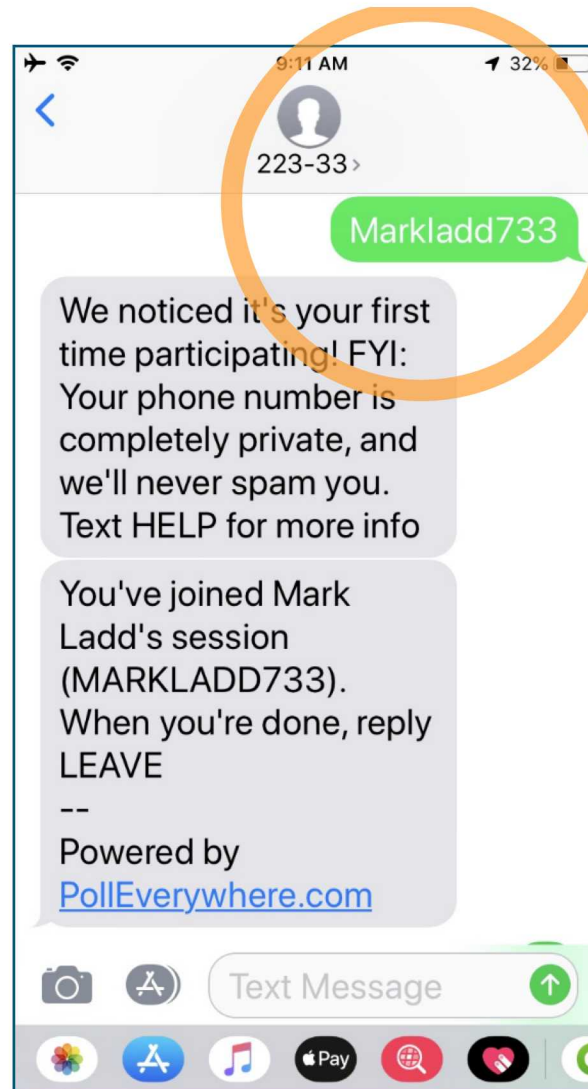 9:11 AM 32%
223-33 >
Markladd733
We noticed it's your first
time participating! FYI:
Your phone number is
completely private, and
we'll never spam you.
Text HELP for more info
You've joined Mark
Ladd's session
(MARKLADD733).
When you're done, reply
LEAVE
--
Powered by
PollEverywhere.com
Text Message
Pay